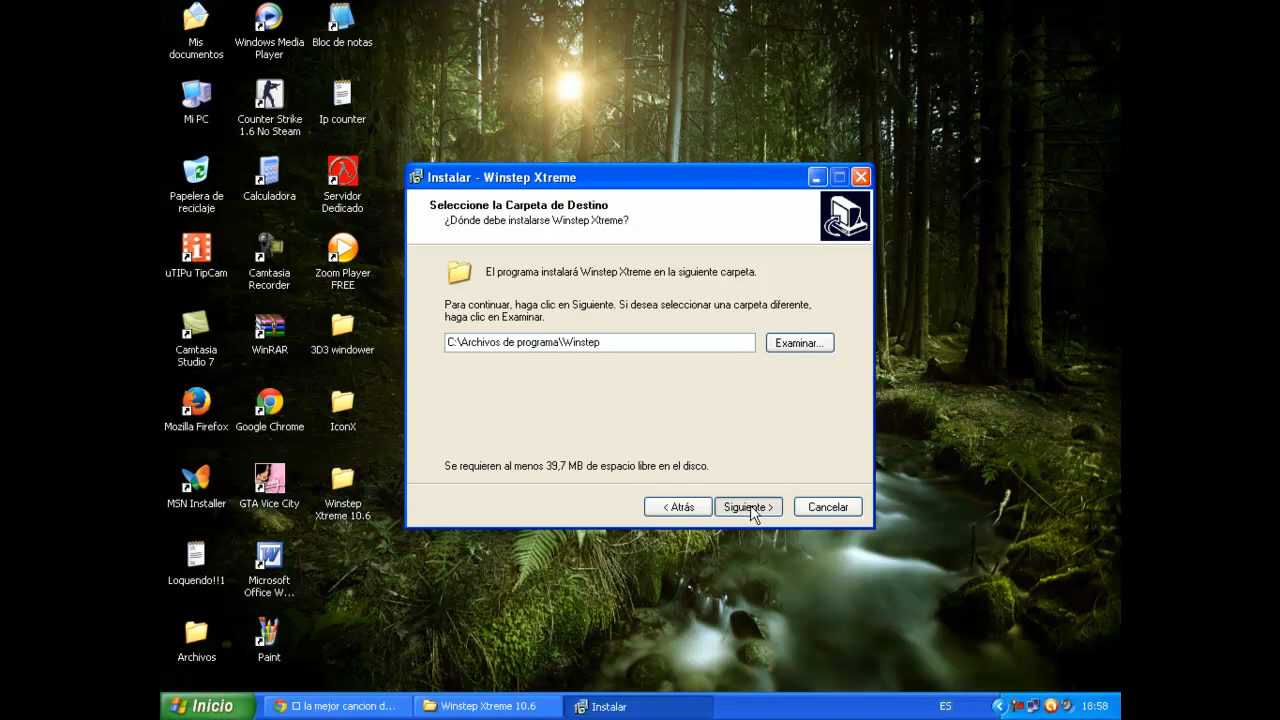 Mis
documentos
Windows Media
Player
Bloc de notas
Mi PC
Counter Strike
1.6 No Steam
Ip counter
Papelera de
reciclaje
Calculadora
Servidor
Dedicado
uTIPu TipCam
Camtasia
Recorder
Zoom Player
FREE
Camtasia
Studio 7
WinRAR
3D3 windower
Mozilla Firefox
Google Chrome
IconX
MSN Installer
GTA Vice City
Winstep
Xtreme 10.6
Loquendo!!1
Microsoft
Office W...
Archivos
Paint
Instalar - Winstep Xtreme
Seleccione la Carpeta de Destino
¿Dónde debe instalarse Winstep Xtreme?
El programa instalará Winstep Xtreme en la siguiente carpeta.
Para continuar, haga clic en Siguiente. Si desea seleccionar una carpeta diferente,
haga clic en Examinar.
C:\Archivos de programa\Winstep
Examinar...
Se requieren al menos 39,7 MB de espacio libre en el disco.
< Atrás
Siguiente >
Cancelar
Inicio
la mejor cancion d...
Winstep Xtreme 10.6
Instalar
ES
18:58